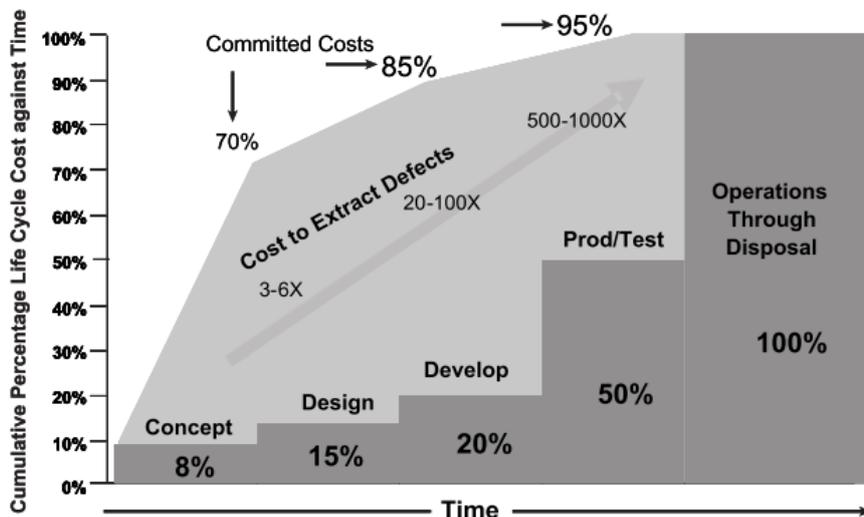 Cumulative Percentage Life Cycle Cost against Time
100%
90%
80%
70%
60%
50%
40%
30%
20%
10%
0%
Committed Costs
70%
85%
95%
Cost to Extract Defects
3-6X
20-100X
500-1000X
Concept
8%
Design
15%
Develop
20%
Prod/Test
50%
Operations
Through
Disposal
100%
Time